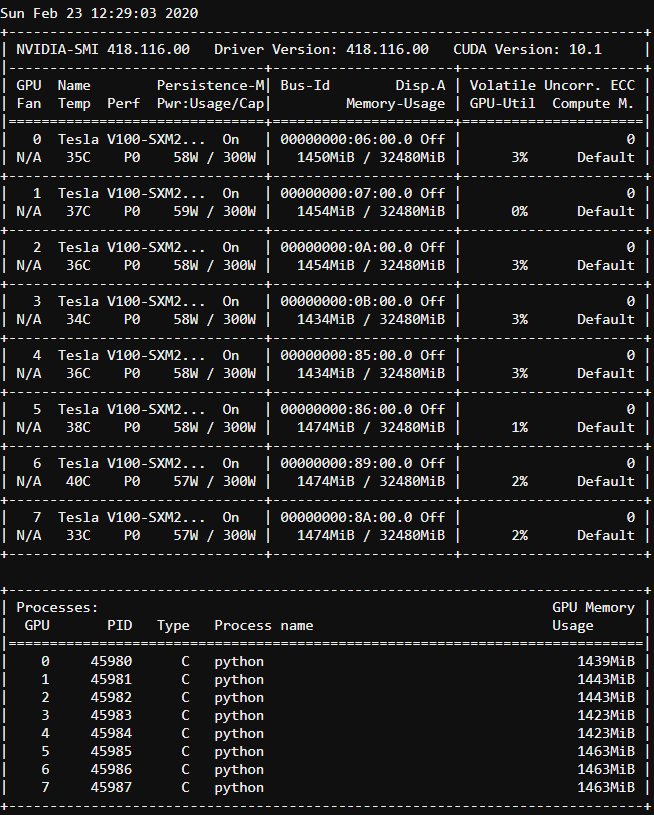 Sun Feb 23 12:29:03 2020
+-----------------------------------------------------------------------------+
| NVIDIA-SMI 418.116.00   Driver Version: 418.116.00   CUDA Version: 10.1     |
|-------------------------------+----------------------+----------------------+
| GPU  Name        Persistence-M| Bus-Id        Disp.A | Volatile Uncorr. ECC |
| Fan  Temp  Perf  Pwr:Usage/Cap|         Memory-Usage | GPU-Util  Compute M. |
|===============================+======================+======================|
|   0  Tesla V100-SXM2...  On   | 00000000:06:00.0 Off |                    0 |
| N/A   35C    P0    58W / 300W |   1450MiB / 32480MiB |      3%      Default |
+-------------------------------+----------------------+----------------------+
|   1  Tesla V100-SXM2...  On   | 00000000:07:00.0 Off |                    0 |
| N/A   37C    P0    59W / 300W |   1454MiB / 32480MiB |      0%      Default |
+-------------------------------+----------------------+----------------------+
|   2  Tesla V100-SXM2...  On   | 00000000:0A:00.0 Off |                    0 |
| N/A   36C    P0    58W / 300W |   1454MiB / 32480MiB |      3%      Default |
+-------------------------------+----------------------+----------------------+
|   3  Tesla V100-SXM2...  On   | 00000000:0B:00.0 Off |                    0 |
| N/A   34C    P0    58W / 300W |   1434MiB / 32480MiB |      3%      Default |
+-------------------------------+----------------------+----------------------+
|   4  Tesla V100-SXM2...  On   | 00000000:85:00.0 Off |                    0 |
| N/A   36C    P0    58W / 300W |   1434MiB / 32480MiB |      3%      Default |
+-------------------------------+----------------------+----------------------+
|   5  Tesla V100-SXM2...  On   | 00000000:86:00.0 Off |                    0 |
| N/A   38C    P0    58W / 300W |   1474MiB / 32480MiB |      1%      Default |
+-------------------------------+----------------------+----------------------+
|   6  Tesla V100-SXM2...  On   | 00000000:89:00.0 Off |                    0 |
| N/A   40C    P0    57W / 300W |   1474MiB / 32480MiB |      2%      Default |
+-------------------------------+----------------------+----------------------+
|   7  Tesla V100-SXM2...  On   | 00000000:8A:00.0 Off |                    0 |
| N/A   33C    P0    57W / 300W |   1474MiB / 32480MiB |      2%      Default |
+-------------------------------+----------------------+----------------------+

+-----------------------------------------------------------------------------+
| Processes:                                                       GPU Memory |
|  GPU       PID   Type   Process name                             Usage      |
|=============================================================================|
|    0     45980      C   python                                      1439MiB |
|    1     45981      C   python                                      1443MiB |
|    2     45982      C   python                                      1443MiB |
|    3     45983      C   python                                      1423MiB |
|    4     45984      C   python                                      1423MiB |
|    5     45985      C   python                                      1463MiB |
|    6     45986      C   python                                      1463MiB |
|    7     45987      C   python                                      1463MiB |
+-----------------------------------------------------------------------------+